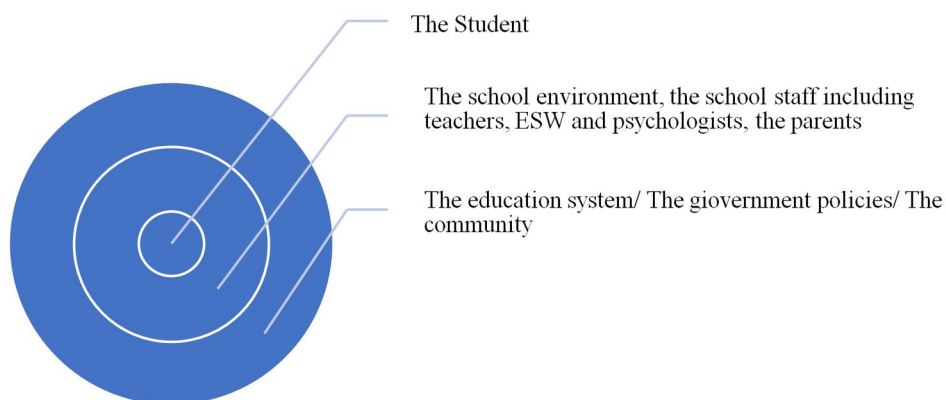 The Student
The school environment, the school staff including
teachers, ESW and psychologists, the parents
The education system/ The giovernment policies/ The
community